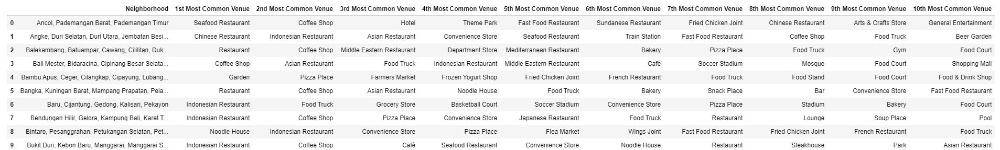 Neighborhood 1st Most Common Venue 2nd Most Common Venue 3rd Most Common Venue 4th Most Common Venue 5th Most Common Venue 6th Most Common Venue 7th Most Common Venue 8th Most Common Venue 9th Most Common Venue 10th Most Common Venue
0 Ancol, Pademangan Barat, Pademangan Timur Seafood Restaurant Coffee Shop Hotel Theme Park Fast Food Restaurant Sundanese Restaurant Fried Chicken Joint Chinese Restaurant Arts & Crafts Store General Entertainment
1 Angke, Duri Selatan, Duri Utara, Jembatan Besi... Chinese Restaurant Indonesian Restaurant Asian Restaurant Convenience Store Seafood Restaurant Train Station Fast Food Restaurant Coffee Shop Food Truck Beer Garden
2 Balekambang, Batuampar, Cawang, Cililitan, Duk... Restaurant Coffee Shop Middle Eastern Restaurant Department Store Mediterranean Restaurant Bakery Pizza Place Food Truck Gym Food Court
3 Bali Mester, Bidaracina, Cipinang Besar Selata... Coffee Shop Asian Restaurant Food Truck Indonesian Restaurant Middle Eastern Restaurant Café Soccer Stadium Mosque Food Court Shopping Mall
4 Bambu Apus, Ceger, Cilangkap, Cipayung, Lubang... Garden Pizza Place Farmers Market Frozen Yogurt Shop Fried Chicken Joint French Restaurant Food Truck Food Stand Food Court Food & Drink Shop
5 Bangka, Kuningan Barat, Mampang Prapatan, Pela... Restaurant Coffee Shop Asian Restaurant Noodle House Food Truck Bakery Snack Place Bar Convenience Store Fast Food Restaurant
6 Baru, Cijantung, Gedong, Kalisari, Pekayon Indonesian Restaurant Food Truck Grocery Store Basketball Court Soccer Stadium Convenience Store Pizza Place Stadium Bakery Food Court
7 Bendungan Hilir, Gelora, Kampung Bali, Karet T... Indonesian Restaurant Coffee Shop Pizza Place Convenience Store Japanese Restaurant Food Truck Restaurant Lounge Soup Place Pool
8 Bintaro, Pesanggrahan, Petukangan Selatan, Pet... Noodle House Indonesian Restaurant Convenience Store Pizza Place Flea Market Wings Joint Fast Food Restaurant Fried Chicken Joint French Restaurant Food Truck
9 Bukit Duri, Kebon Baru, Manggarai, Manggarai S... Indonesian Restaurant Coffee Shop Café Seafood Restaurant Convenience Store Noodle House Restaurant Steakhouse Park Asian Restaurant